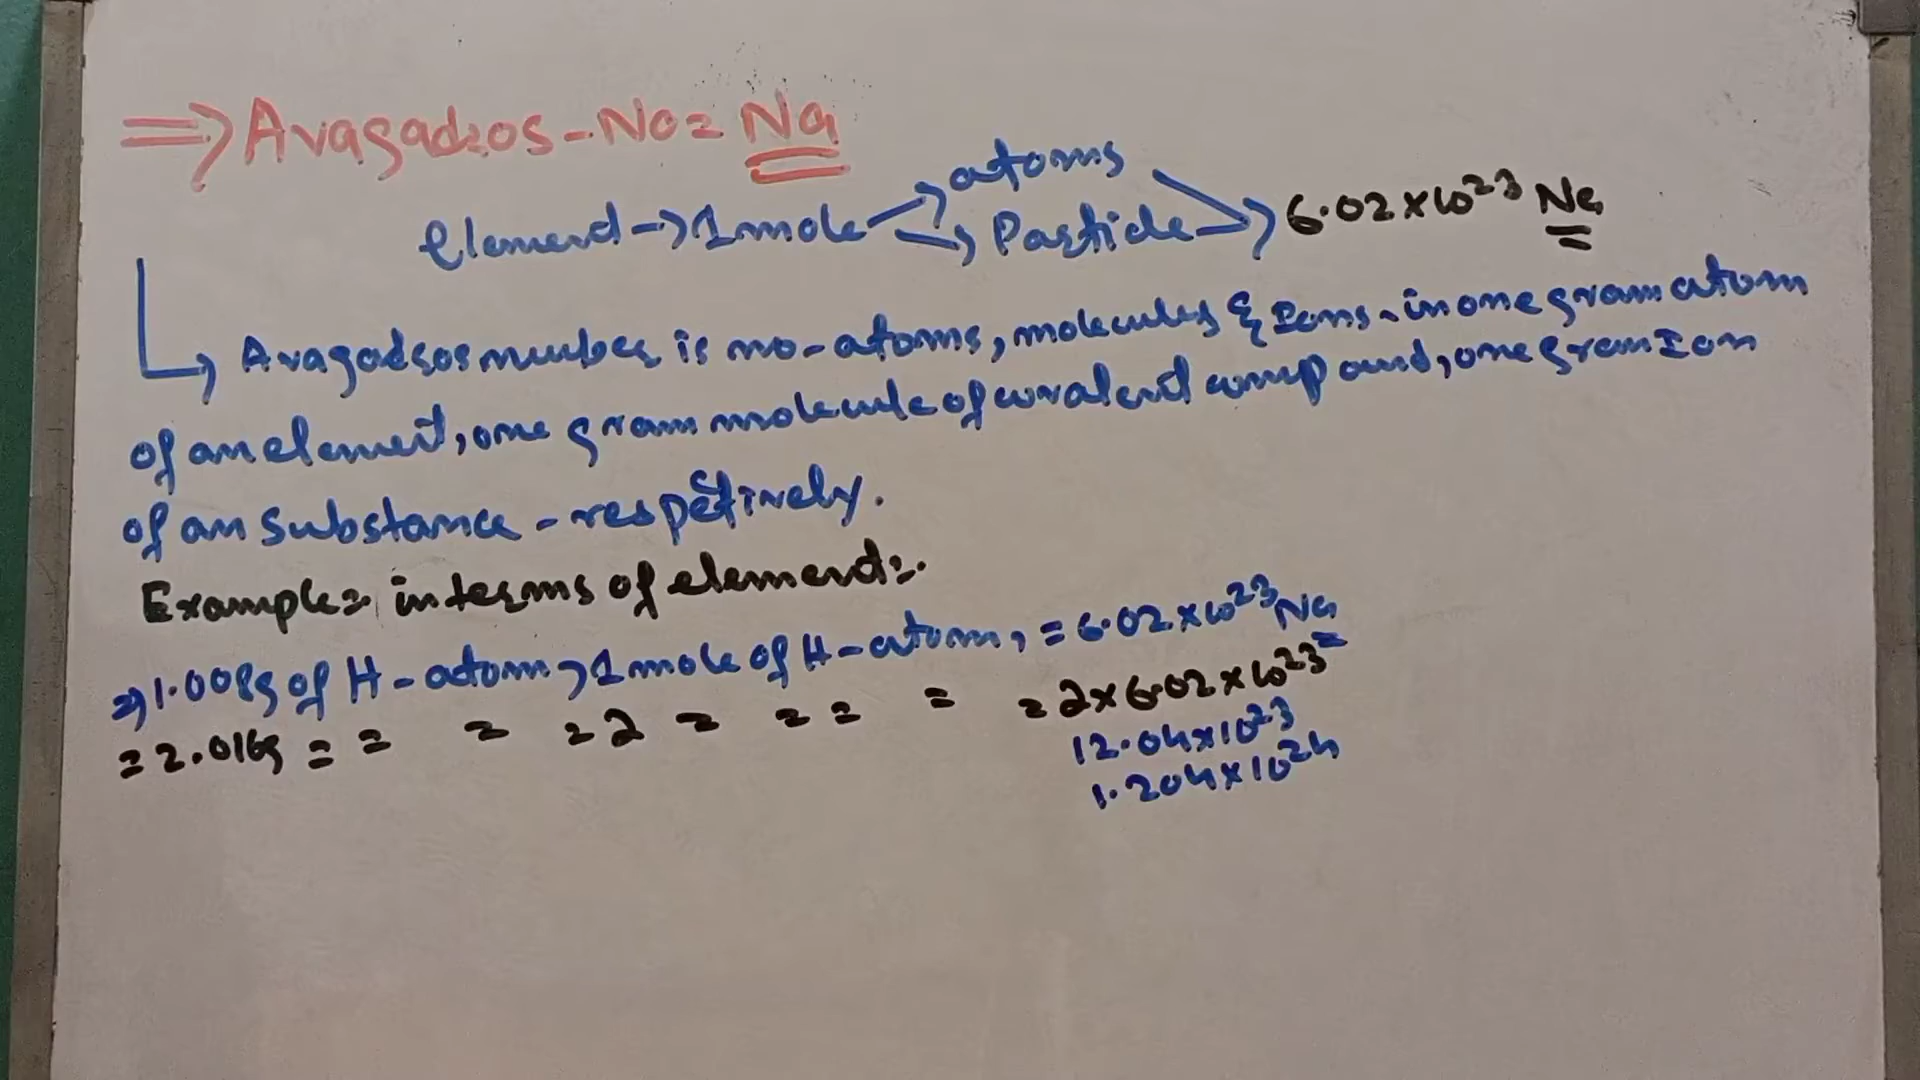 ⇒ Avagadros-No= Na
element → 1 mole → atoms → Particle → 6.02×10²³ Na
↳ Avagadros number is no-atoms, molecules & Ions-in one gram atom
of an element, one gram molecule of covalent compound, one gram Ion
of an substance-respetively.
Example= in terms of element:-
⇒ 1.008g of H-atom, 1 mole of H-atom, = 6.02×10²³ Na
= 2.016g = = = = 2 = = = = = 2×6.02×10²³
12.04×10²³
1.204×10²⁴